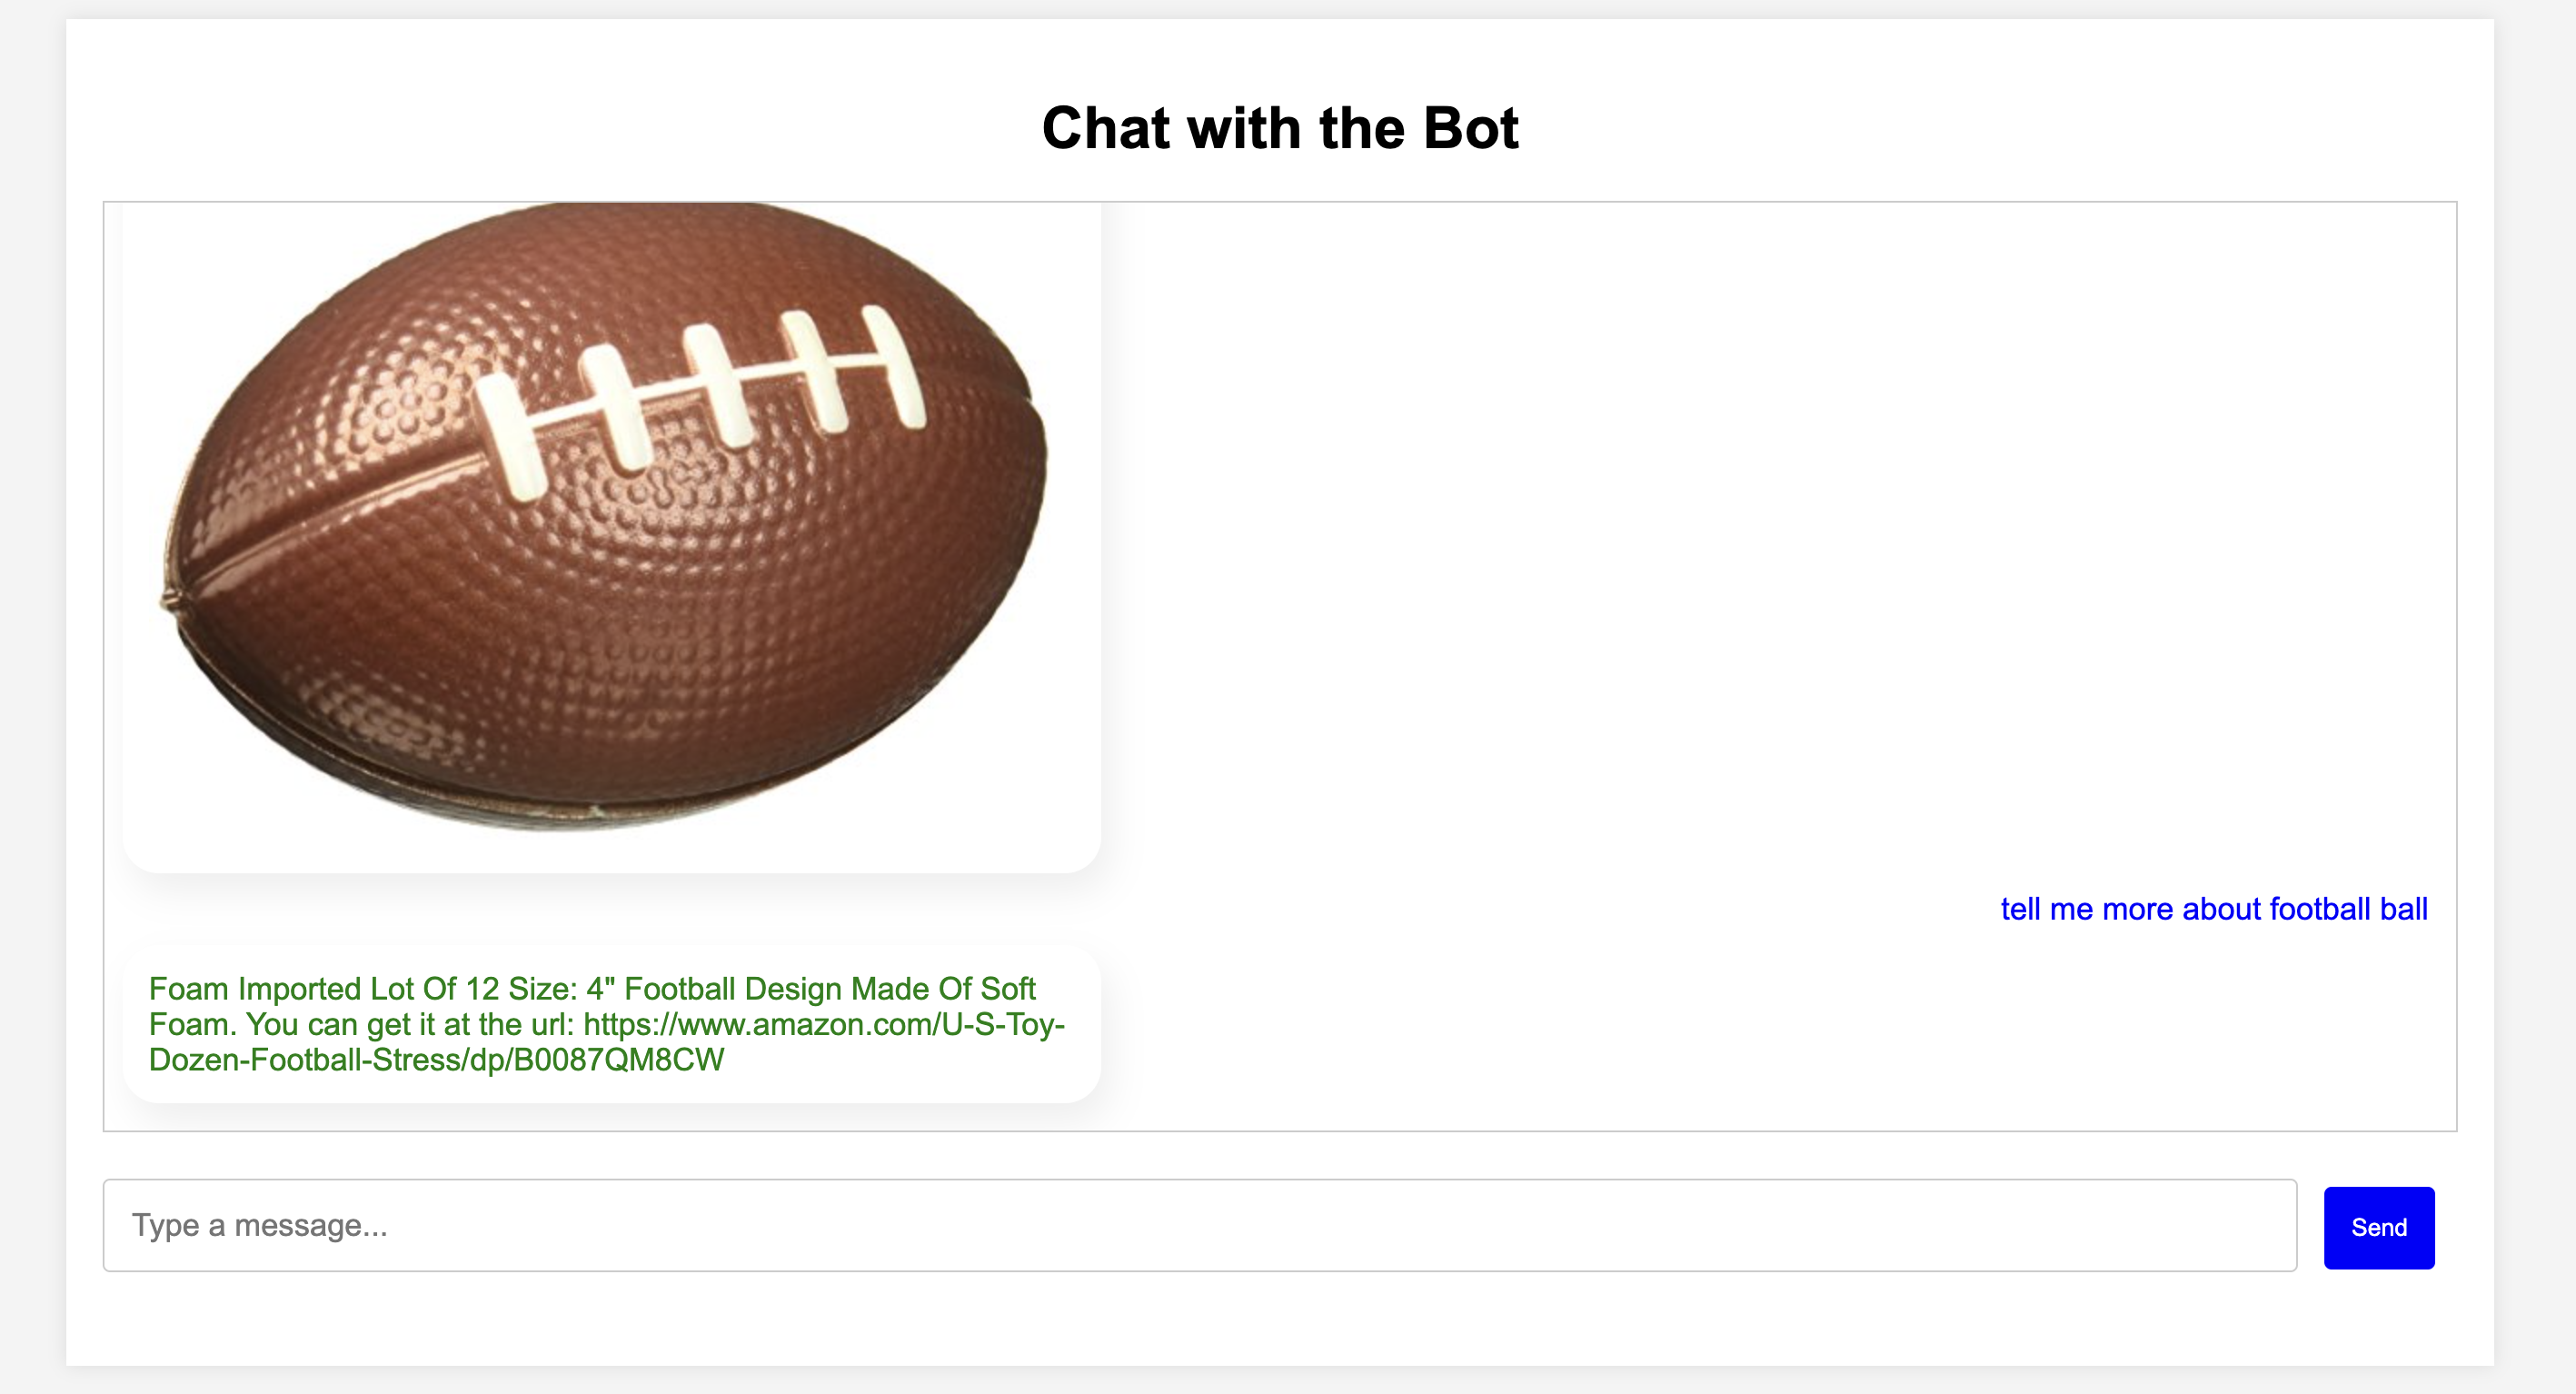 Chat with the Bot
tell me more about football ball
Foam Imported Lot Of 12 Size: 4" Football Design Made Of Soft
Foam. You can get it at the url: https://www.amazon.com/U-S-Toy-
Dozen-Football-Stress/dp/B0087QM8CW
Type a message...
Send